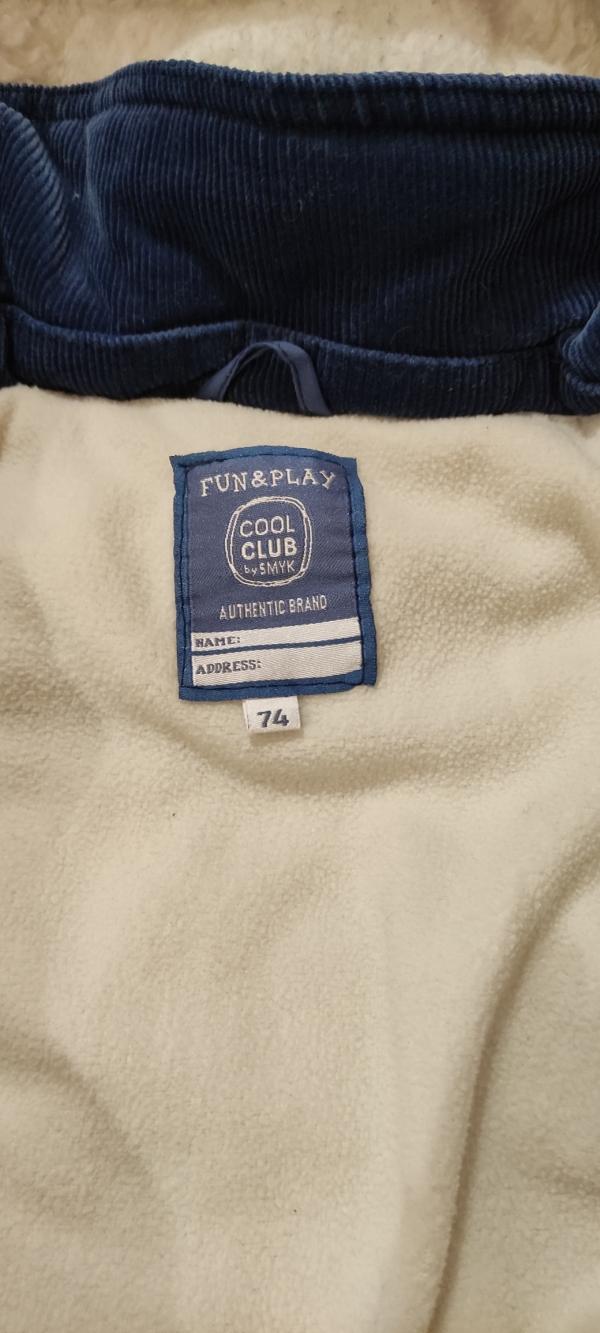 FUN&PLAY
COOL
CLUB
by SMYK
AUTHENTIC BRAND
NAME:
ADDRESS:
74